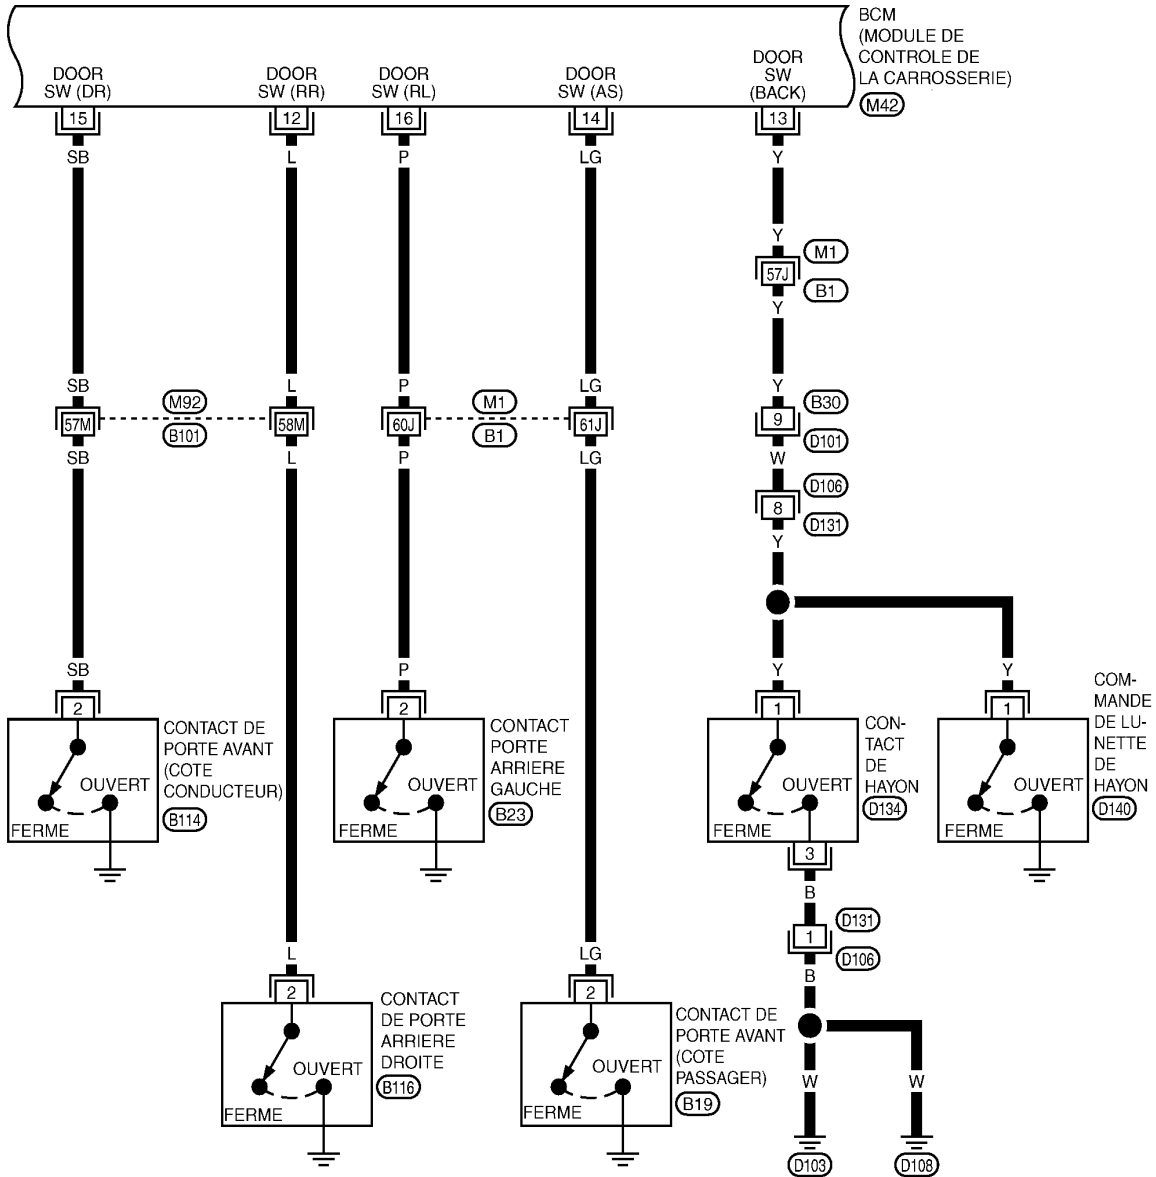 BCM
(MODULE DE
CONTROLE DE
LA CARROSSERIE)
M42
DOOR
SW (DR)
DOOR
SW (RR)
DOOR
SW (RL)
DOOR
SW (AS)
DOOR
SW
(BACK)
15
12
16
14
13
SB
L
P
LG
Y
Y
M1
57J
B1
Y
SB
L
P
LG
Y
57M
M92
B101
58M
60J
M1
B1
61J
B30
9
D101
SB
L
P
LG
W
D106
8
D131
Y
SB
P
Y
Y
2
2
1
1
CONTACT DE
PORTE AVANT
(COTE
CONDUCTEUR)
B114
OUVERT
FERME
CONTACT
PORTE
ARRIERE
GAUCHE
B23
OUVERT
FERME
CON-
TACT
DE
HAYON
D134
OUVERT
FERME
COM-
MANDE
DE LU-
NETTE
DE
HAYON
D140
OUVERT
FERME
3
B
D131
1
D106
B
L
LG
2
2
CONTACT
DE PORTE
ARRIERE
DROITE
B116
OUVERT
FERME
CONTACT DE
PORTE AVANT
(COTE
PASSAGER)
B19
OUVERT
FERME
W
W
D103
D108